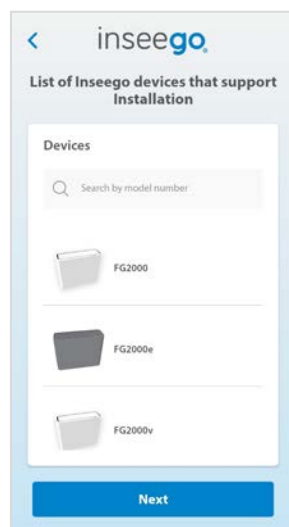 inseego
List of Inseego devices that support
Installation
Devices
Search by model number
FG2000
FG2000e
FG2000v
Next